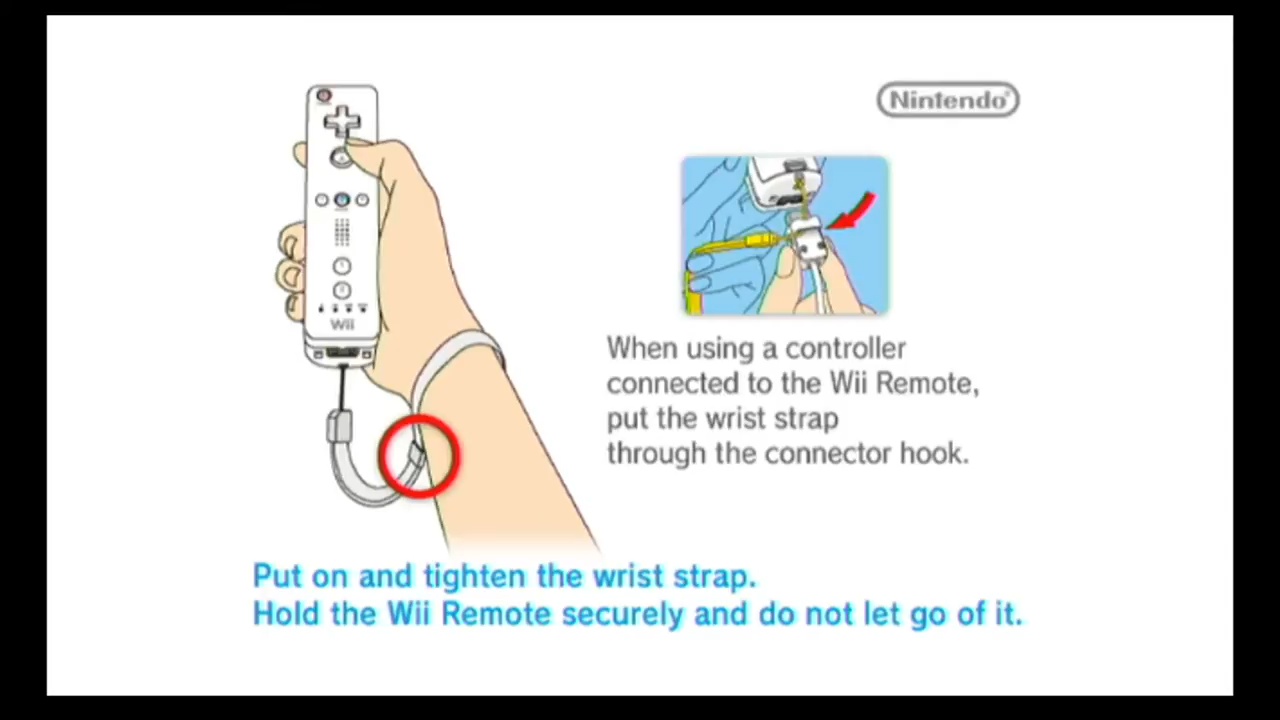 Nintendo®
When using a controller
connected to the Wii Remote,
put the wrist strap
through the connector hook.
Wii
Put on and tighten the wrist strap.
Hold the Wii Remote securely and do not let go of it.